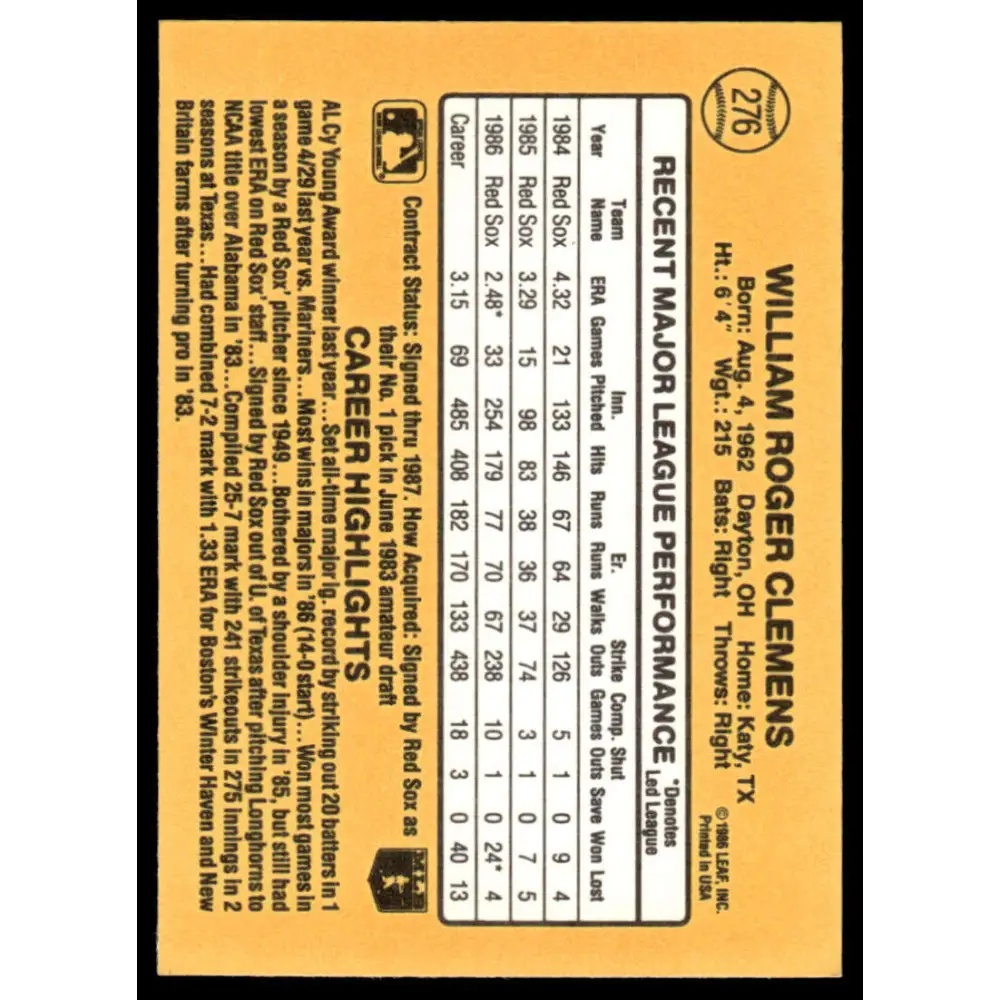 276
WILLIAM ROGER CLEMENS
Born: Aug. 4, 1962 Dayton, OH Home: Katy, TX
Ht.: 6'4" Wgt.: 215 Bats: Right Throws: Right
©1986 LEAF, INC.
Printed in USA
RECENT MAJOR LEAGUE PERFORMANCE *Denotes Led League
Team Inn. Er. Strike Comp. Shut
Year Name ERA Games Pitched Hits Runs Runs Walks Outs Games Outs Save Won Lost
1984 Red Sox 4.32 21 133 146 67 64 29 126 5 1 0 9 4
1985 Red Sox 3.29 15 98 83 38 36 37 74 3 1 0 7 5
1986 Red Sox 2.48* 33 254 179 77 70 67 238 10 1 0 24* 4
Career 3.15 69 485 408 182 170 133 438 18 3 0 40 13
Contract Status: Signed thru 1987. How Acquired: Signed by Red Sox as
their No. 1 pick in June 1983 amateur draft
MLB
CAREER HIGHLIGHTS
AL Cy Young Award winner last year...Set all-time major lg. record by striking out 20 batters in 1
game 4/29 last year vs. Mariners...Most wins in majors in '86 (14-0 start)...Won most games in
a season by a Red Sox' pitcher since 1949...Bothered by a shoulder injury in '85, but still had
lowest ERA on Red Sox' staff...Signed by Red Sox out of U. of Texas after pitching Longhorns to
NCAA title over Alabama in '83...Compiled 25-7 mark with 241 strikeouts in 275 innings in 2
seasons at Texas...Had combined 7-2 mark with 1.33 ERA for Boston's Winter Haven and New
Britain farms after turning pro in '83.